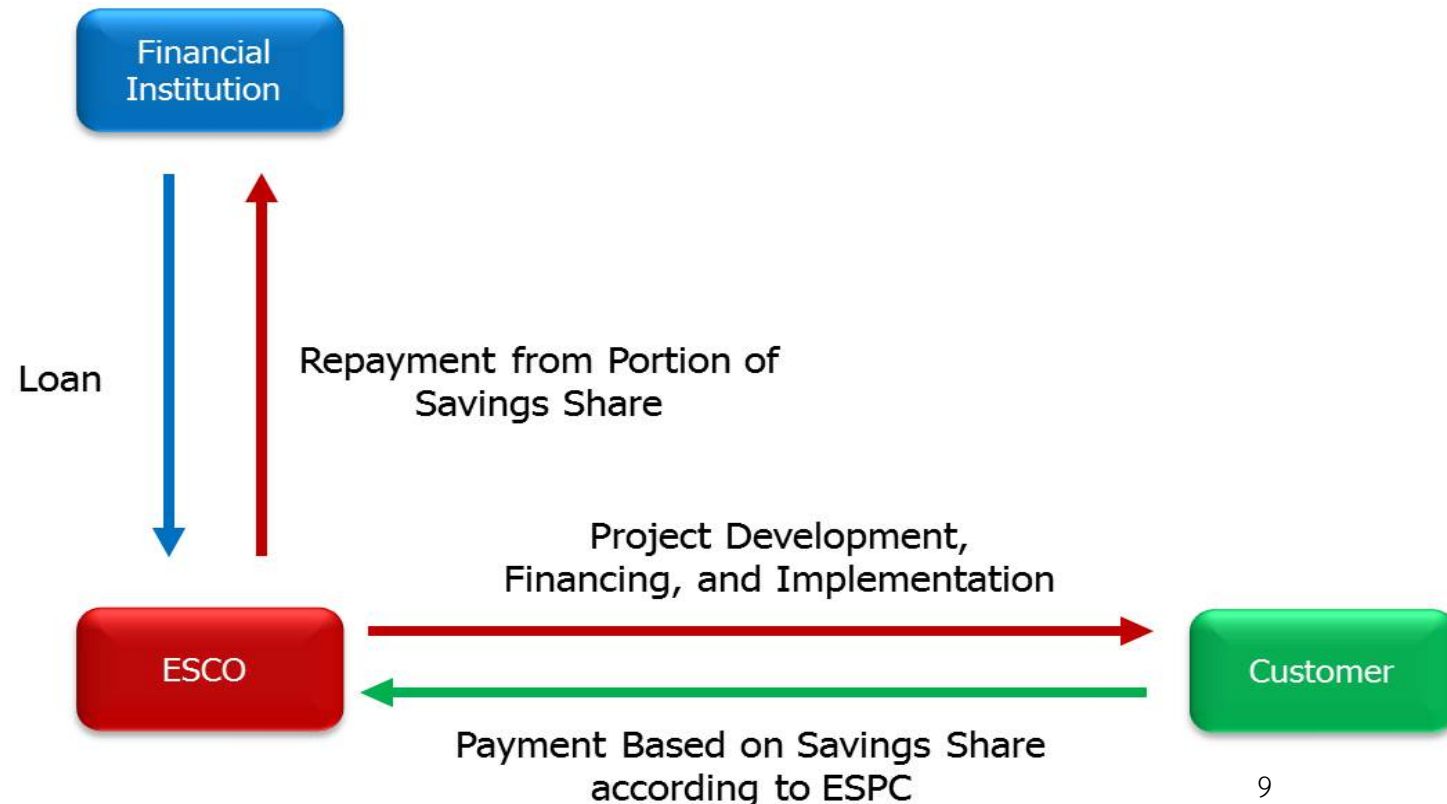 Financial
Institution
Loan
Repayment from Portion of
Savings Share
Project Development,
Financing, and Implementation
ESCO
Customer
Payment Based on Savings Share
according to ESPC
9